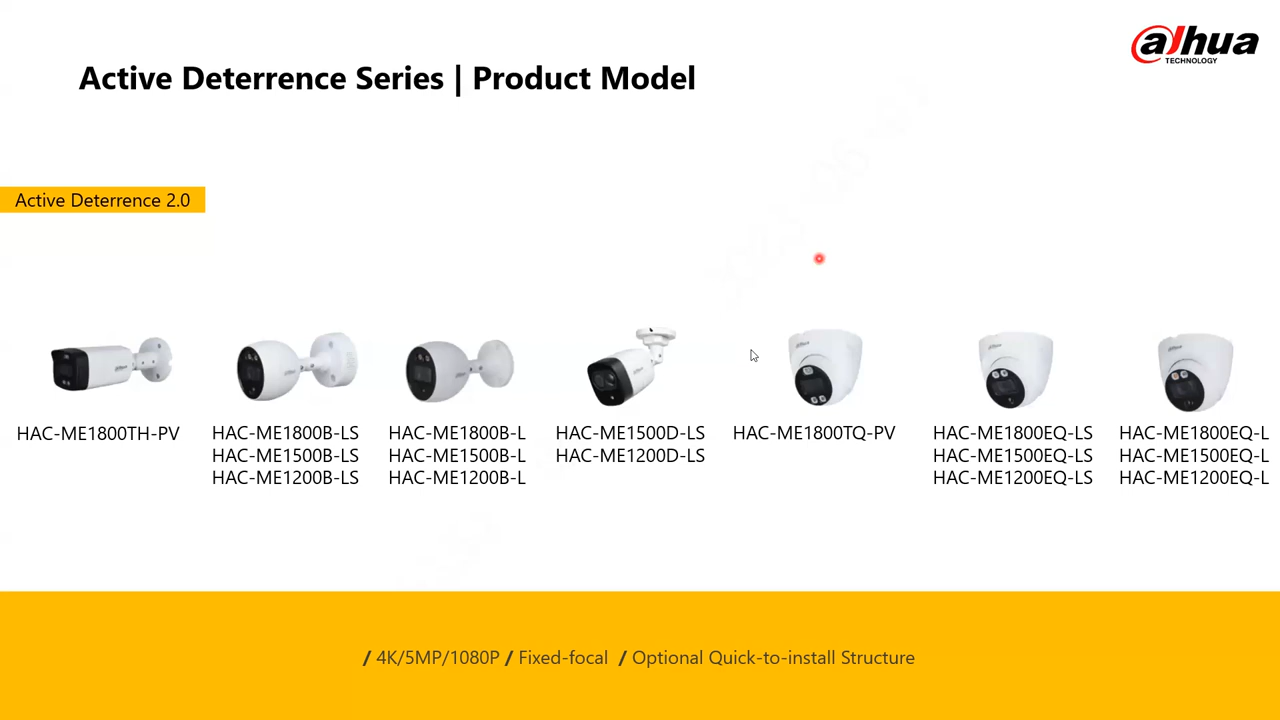 alhua
TECHNOLOGY
Active Deterrence Series | Product Model
Active Deterrence 2.0
HAC-ME1800TH-PV
HAC-ME1800B-LS
HAC-ME1500B-LS
HAC-ME1200B-LS
HAC-ME1800B-L
HAC-ME1500B-L
HAC-ME1200B-L
HAC-ME1500D-LS
HAC-ME1200D-LS
HAC-ME1800TQ-PV
HAC-ME1800EQ-LS
HAC-ME1500EQ-LS
HAC-ME1200EQ-LS
HAC-ME1800EQ-L
HAC-ME1500EQ-L
HAC-ME1200EQ-L
/ 4K/5MP/1080P / Fixed-focal / Optional Quick-to-install Structure